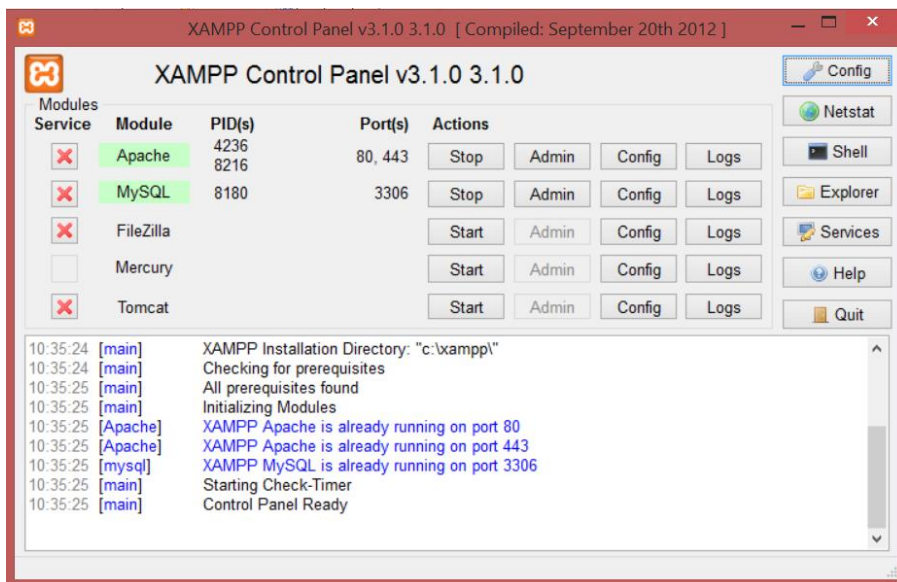 XAMPP Control Panel v3.1.0 3.1.0 [ Compiled: September 20th 2012 ]
XAMPP Control Panel v3.1.0 3.1.0
Config
Modules
Service Module PID(s) Port(s) Actions
Netstat
Apache 4236 8216 80, 443 Stop Admin Config Logs
Shell
MySQL 8180 3306 Stop Admin Config Logs
Explorer
FileZilla Start Admin Config Logs
Services
Mercury Start Admin Config Logs
Help
Tomcat Start Admin Config Logs
Quit
10:35:24 [main] XAMPP Installation Directory: "c:\xampp\"
10:35:24 [main] Checking for prerequisites
10:35:25 [main] All prerequisites found
10:35:25 [main] Initializing Modules
10:35:25 [Apache] XAMPP Apache is already running on port 80
10:35:25 [Apache] XAMPP Apache is already running on port 443
10:35:25 [mysql] XAMPP MySQL is already running on port 3306
10:35:25 [main] Starting Check-Timer
10:35:25 [main] Control Panel Ready